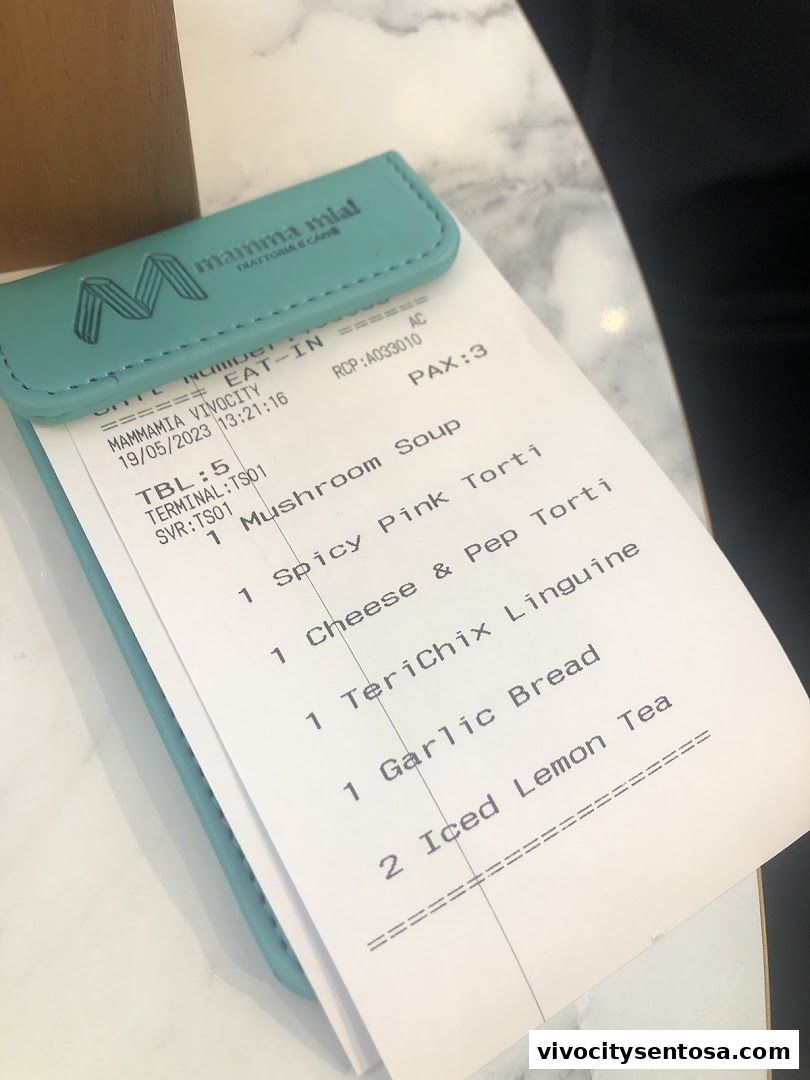 mamma mia!
TRATTORIA E CAFFÉ
====== EAT-IN ======
MAMMAMIA VIVOCITY AC
19/05/2023 13:21:16 RCP:A033010
TBL:5 PAX:3
TERMINAL:TS01
SVR:TS01
1 Mushroom Soup
1 Spicy Pink Torti
1 Cheese & Pep Torti
1 TeriChix Linguine
1 Garlic Bread
2 Iced Lemon Tea
==========================
vivocitysentosa.com